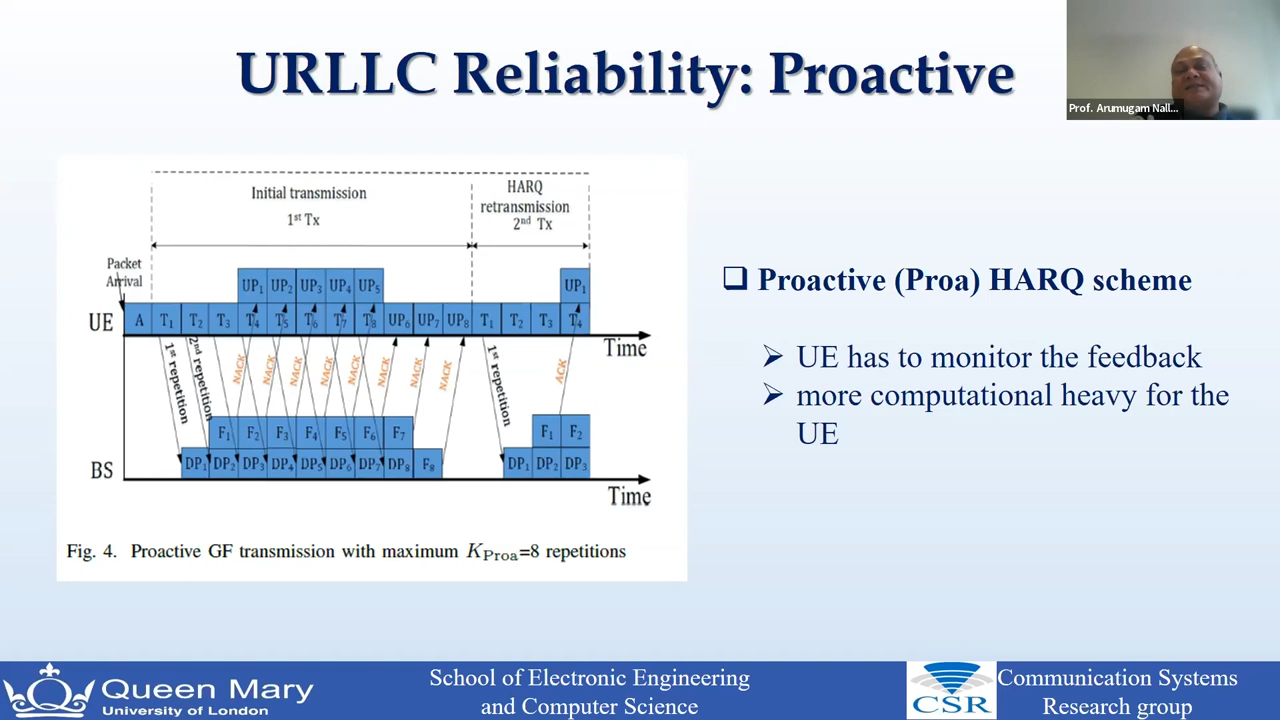 URLLC Reliability: Proactive
Prof. Arumugam Nall...
Initial transmission
1st Tx
HARQ
retransmission
2nd Tx
Packet
Arrival
UP1 UP2 UP3 UP4 UP5 UP1
UE A T1 T2 T3 T4 T5 T6 T7 T8 UP6 UP7 UP8 T1 T2 T3 T4
Time
1st repetition
2nd repetition
NACK NACK NACK NACK NACK NACK NACK NACK
1st repetition
ACK
F1 F2 F3 F4 F5 F6 F7 F1 F2
BS DP1 DP2 DP3 DP4 DP5 DP6 DP7 DP8 F8 DP1 DP2 DP3
Time
Fig. 4. Proactive GF transmission with maximum KProa=8 repetitions
❑ Proactive (Proa) HARQ scheme
➢ UE has to monitor the feedback
➢ more computational heavy for the
UE
Queen Mary
University of London
School of Electronic Engineering
and Computer Science
CSR
Communication Systems
Research group